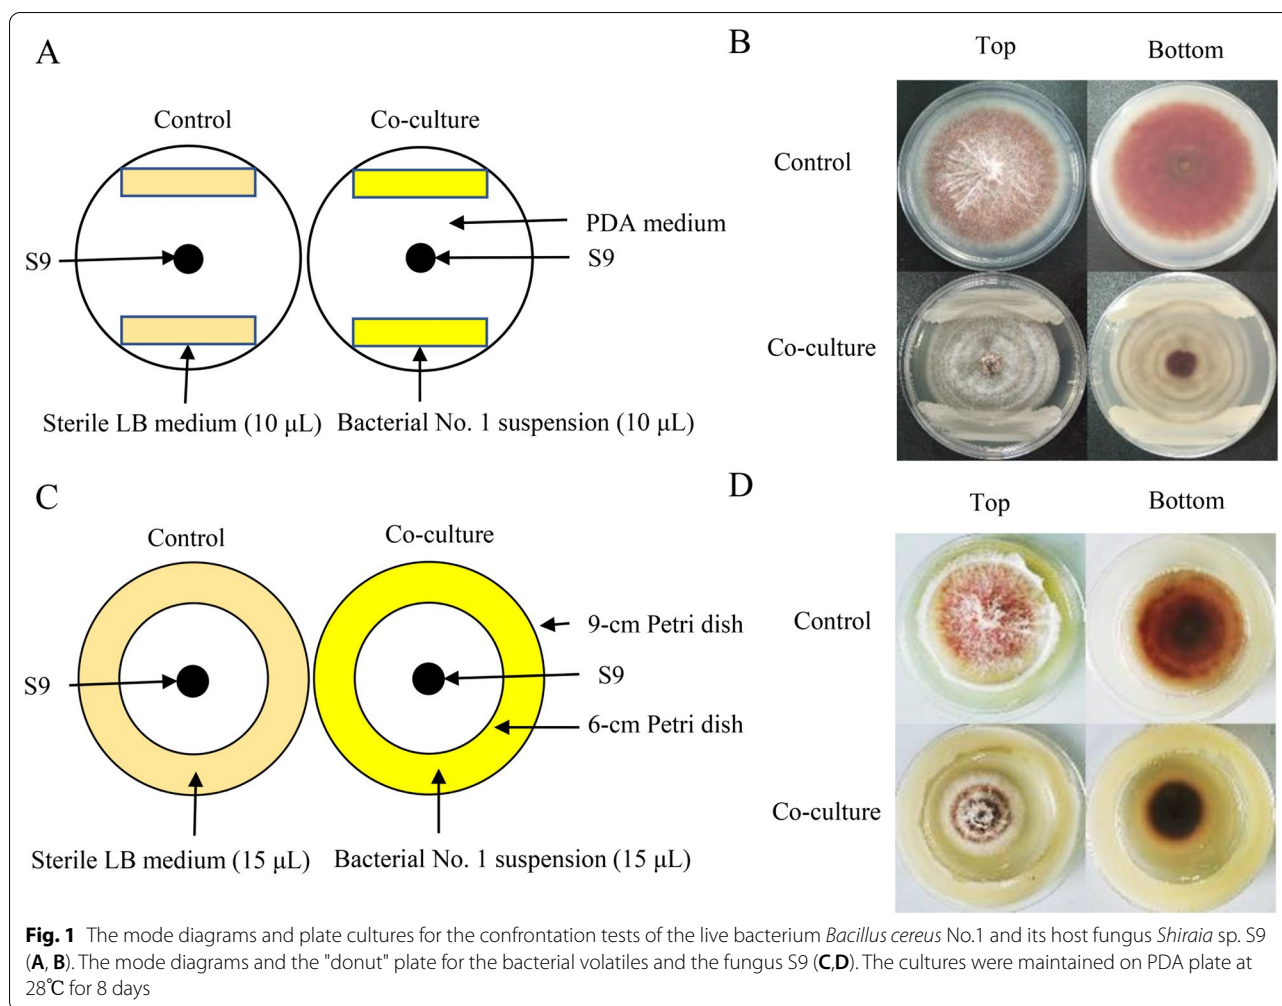 A
Control
Co-culture
PDA medium
S9
S9
Sterile LB medium (10 μL)
Bacterial No. 1 suspension (10 μL)
B
Top
Bottom
Control
Co-culture
C
Control
Co-culture
9-cm Petri dish
S9
S9
6-cm Petri dish
Sterile LB medium (15 μL)
Bacterial No. 1 suspension (15 μL)
D
Top
Bottom
Control
Co-culture
Fig. 1 The mode diagrams and plate cultures for the confrontation tests of the live bacterium Bacillus cereus No.1 and its host fungus Shiraia sp. S9
(A, B). The mode diagrams and the "donut" plate for the bacterial volatiles and the fungus S9 (C,D). The cultures were maintained on PDA plate at
28℃ for 8 days